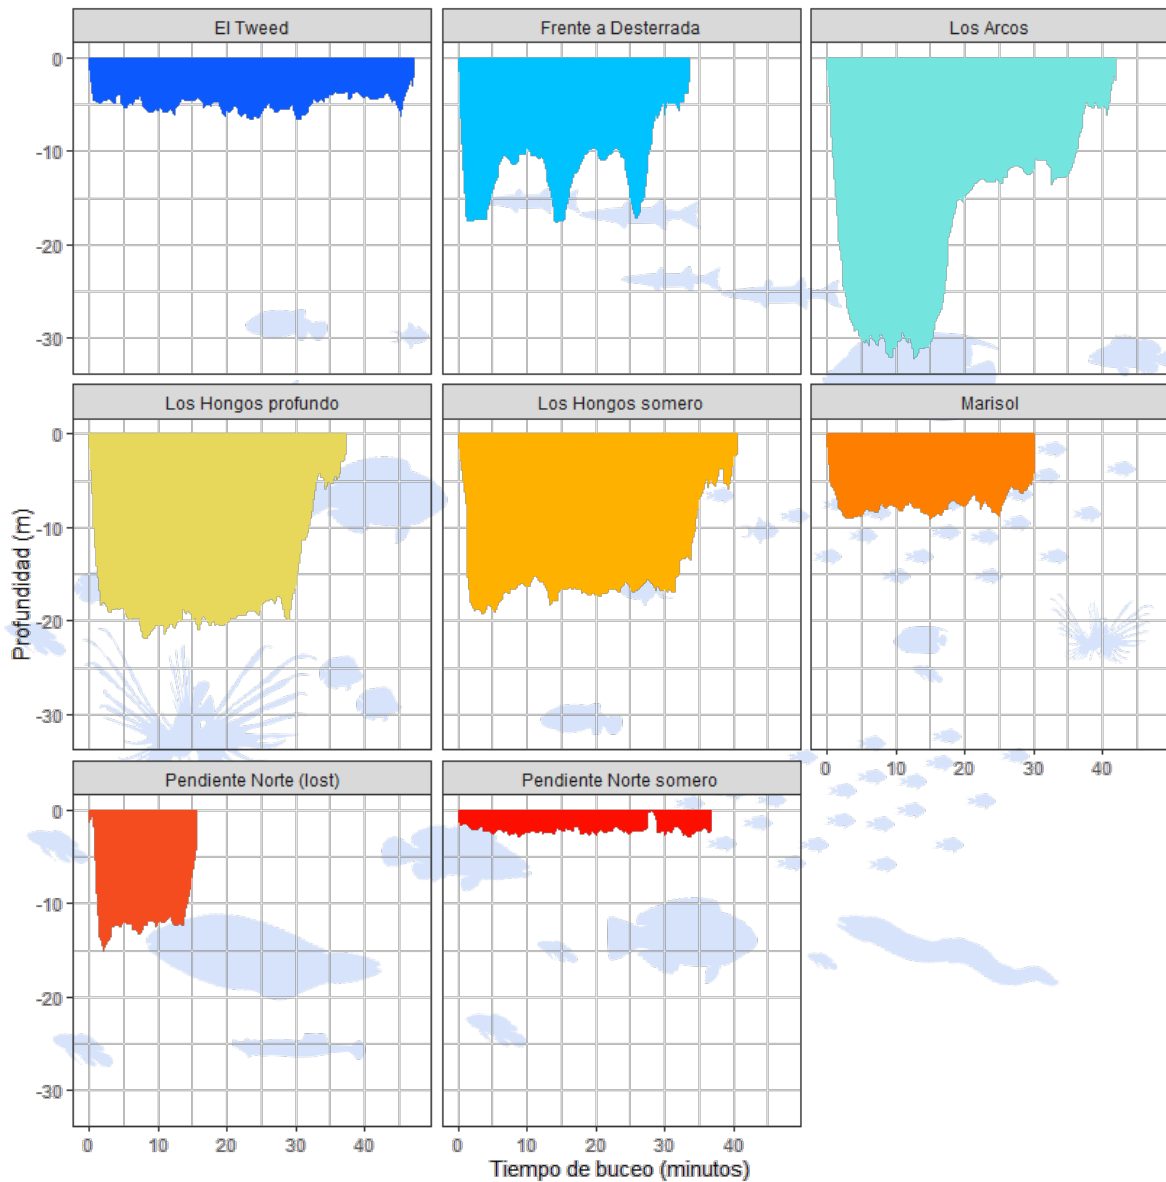 El Tweed
Frente a Desterrada
Los Arcos
0
-10
-20
-30
Los Hongos profundo
Los Hongos somero
Marisol
0
-10
-20
-30
0 10 20 30 40
Pendiente Norte (lost)
Pendiente Norte somero
0
-10
-20
-30
0 10 20 30 40
0 10 20 30 40
Profundidad (m)
Tiempo de buceo (minutos)